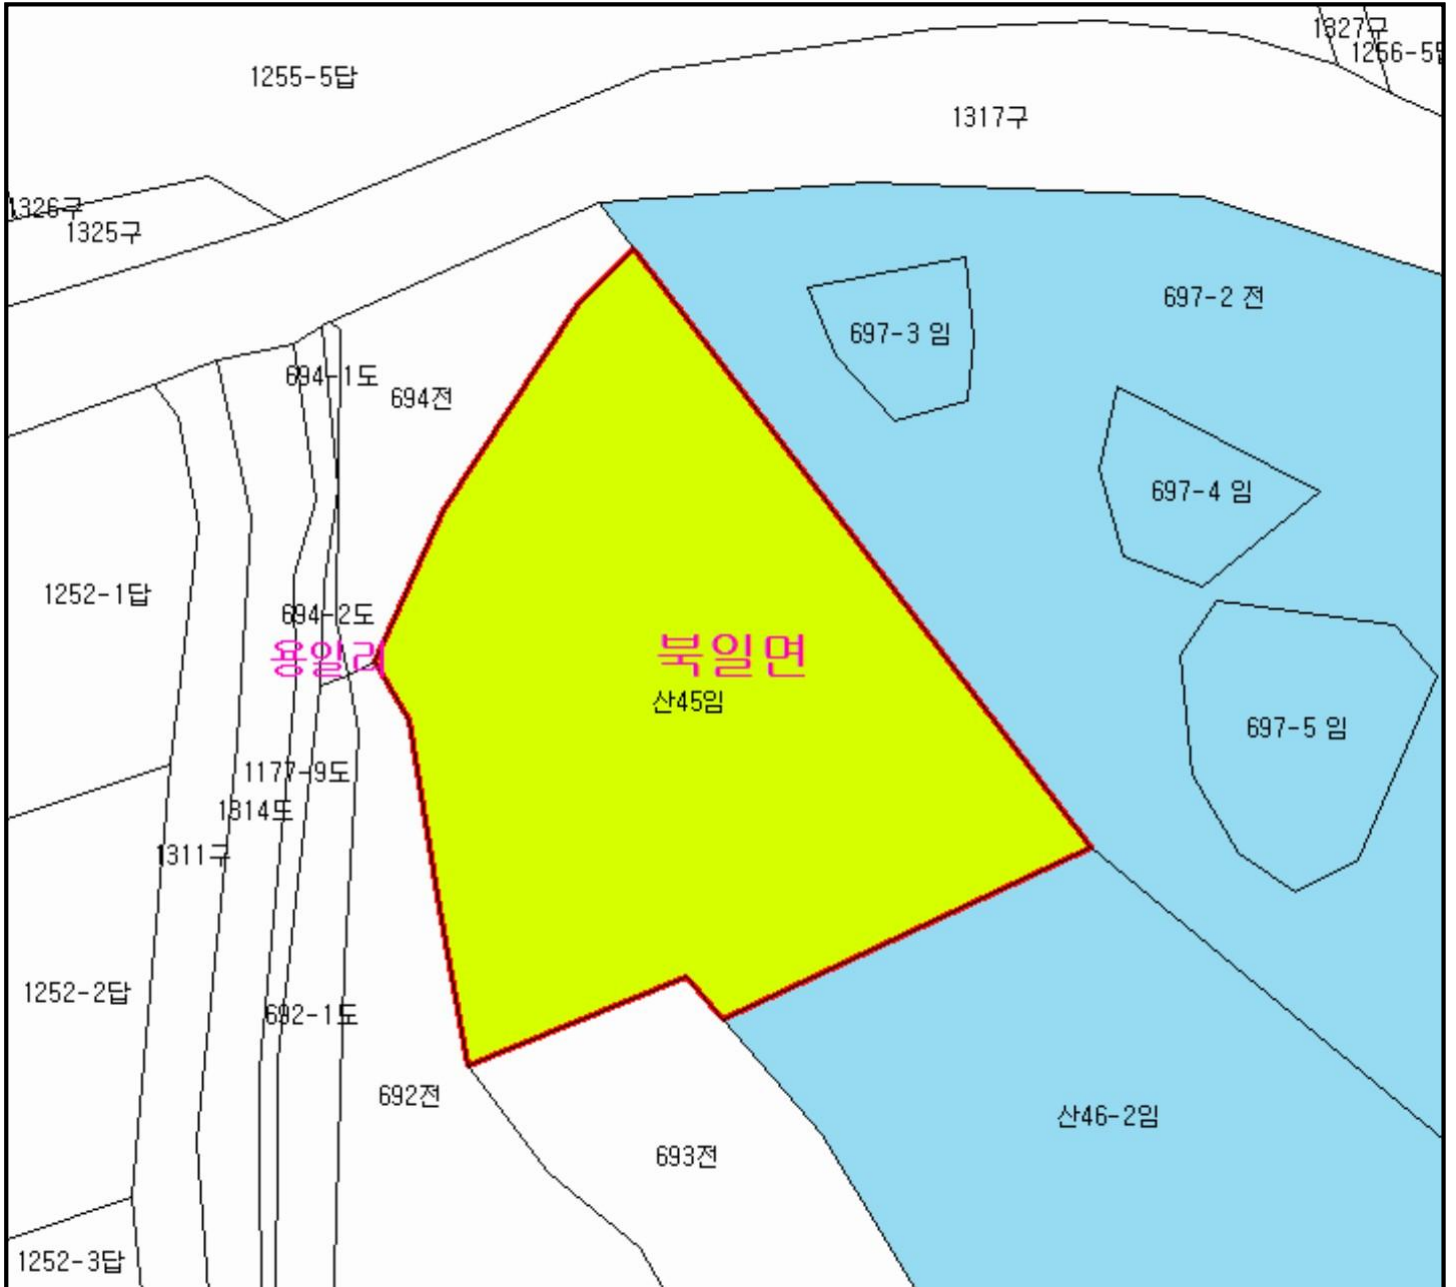 1327구
1256-5답
1255-5답
1317구
1326구
1325구
697-2 전
697-3 임
694-1도
694전
697-4 임
1252-1답
694-2도
용일리
북일면
산45임
697-5 임
1177-9도
1314도
1311구
1252-2답
692-1도
692전
산46-2임
693전
1252-3답